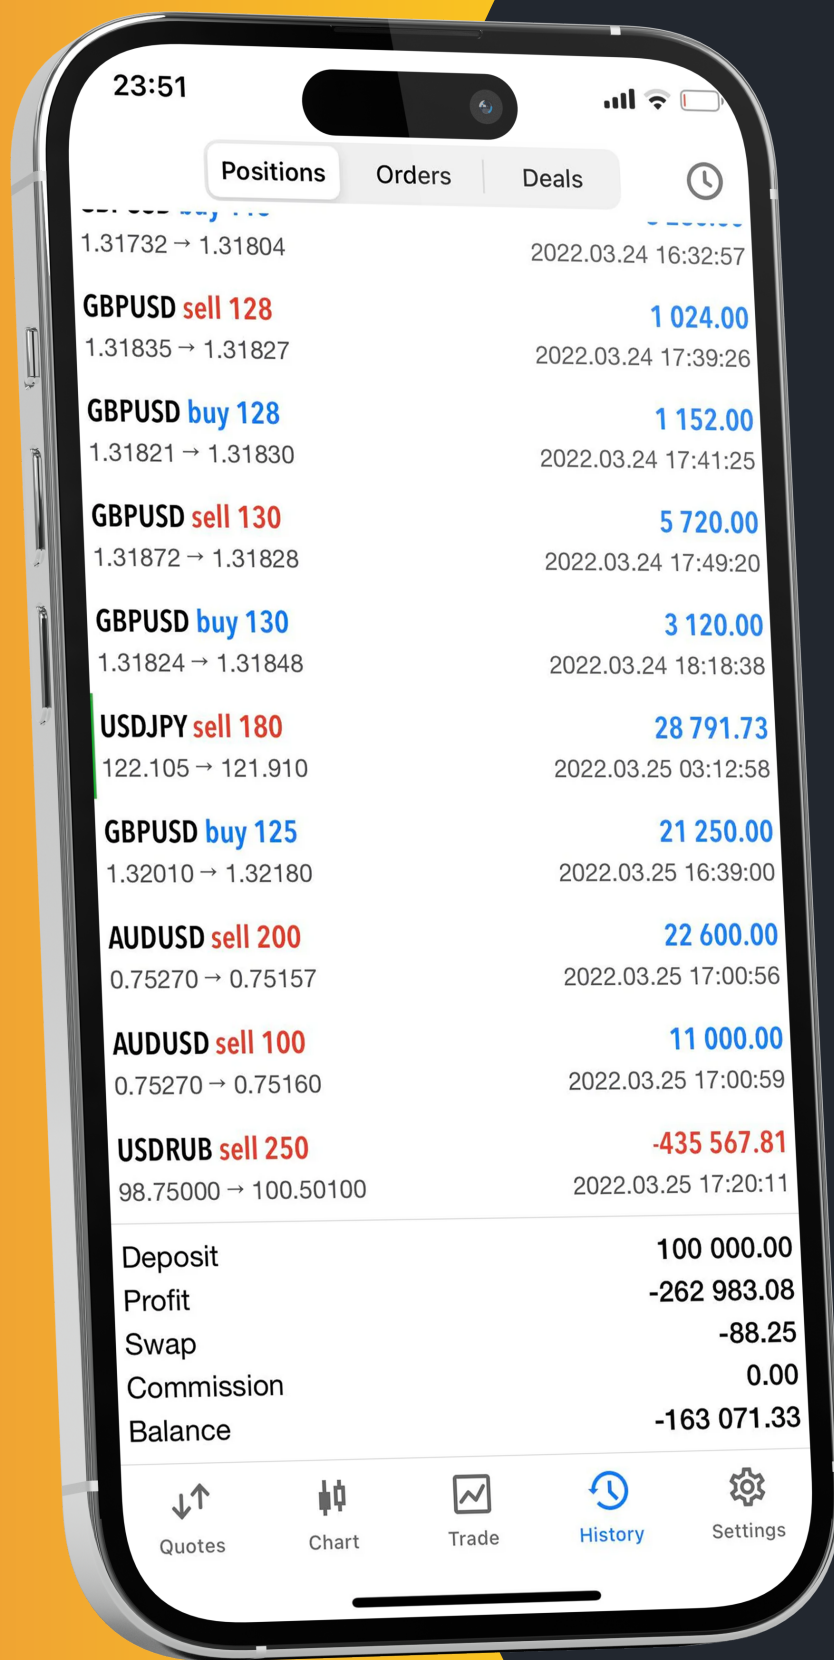 23:51
Positions Orders Deals
1.31732 → 1.31804 2022.03.24 16:32:57
GBPUSD sell 128 1 024.00
1.31835 → 1.31827 2022.03.24 17:39:26
GBPUSD buy 128 1 152.00
1.31821 → 1.31830 2022.03.24 17:41:25
GBPUSD sell 130 5 720.00
1.31872 → 1.31828 2022.03.24 17:49:20
GBPUSD buy 130 3 120.00
1.31824 → 1.31848 2022.03.24 18:18:38
USDJPY sell 180 28 791.73
122.105 → 121.910 2022.03.25 03:12:58
GBPUSD buy 125 21 250.00
1.32010 → 1.32180 2022.03.25 16:39:00
AUDUSD sell 200 22 600.00
0.75270 → 0.75157 2022.03.25 17:00:56
AUDUSD sell 100 11 000.00
0.75270 → 0.75160 2022.03.25 17:00:59
USDRUB sell 250 -435 567.81
98.75000 → 100.50100 2022.03.25 17:20:11
Deposit 100 000.00
Profit -262 983.08
Swap -88.25
Commission 0.00
Balance -163 071.33
Quotes Chart Trade History Settings